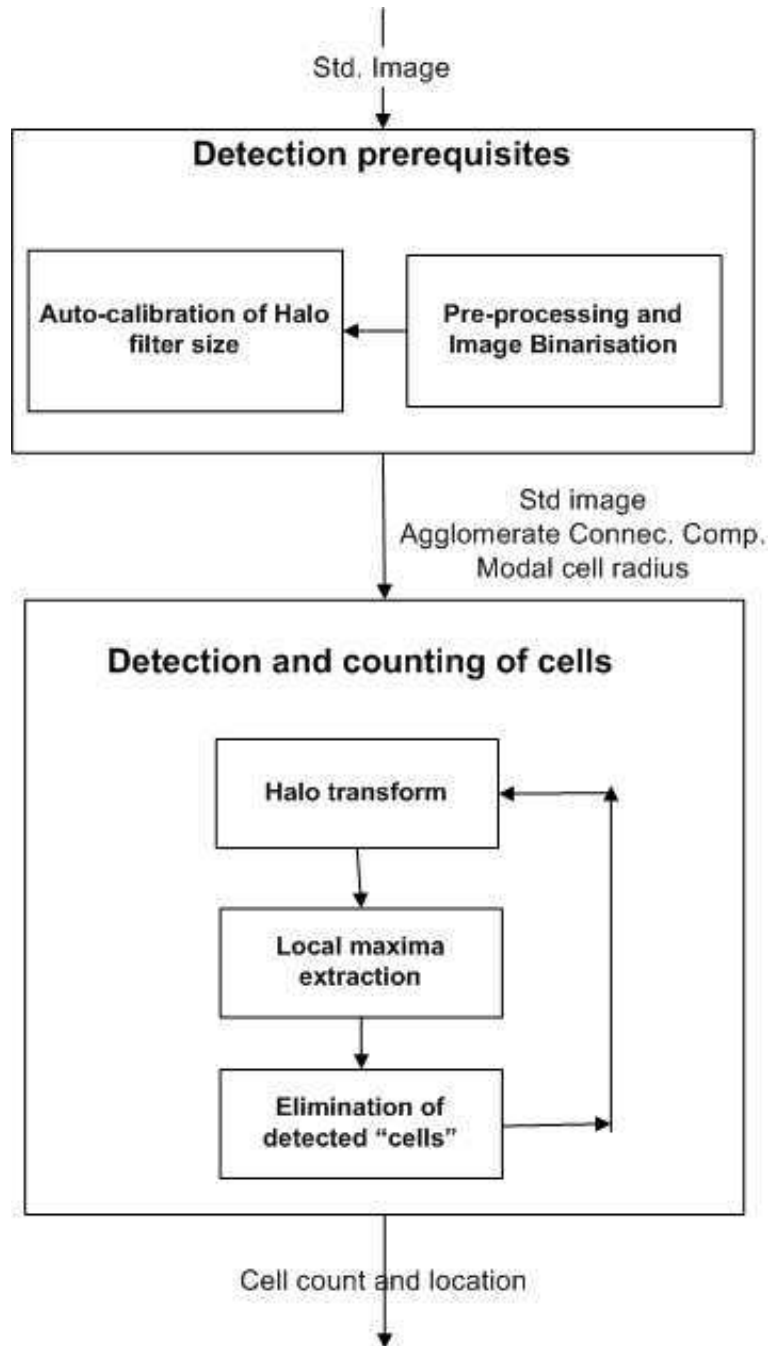 Std. Image
Detection prerequisites
Auto-calibration of Halo
filter size
Pre-processing and
Image Binarisation
Std image
Agglomerate Connec. Comp.
Modal cell radius
Detection and counting of cells
Halo transform
Local maxima
extraction
Elimination of
detected “cells”
Cell count and location